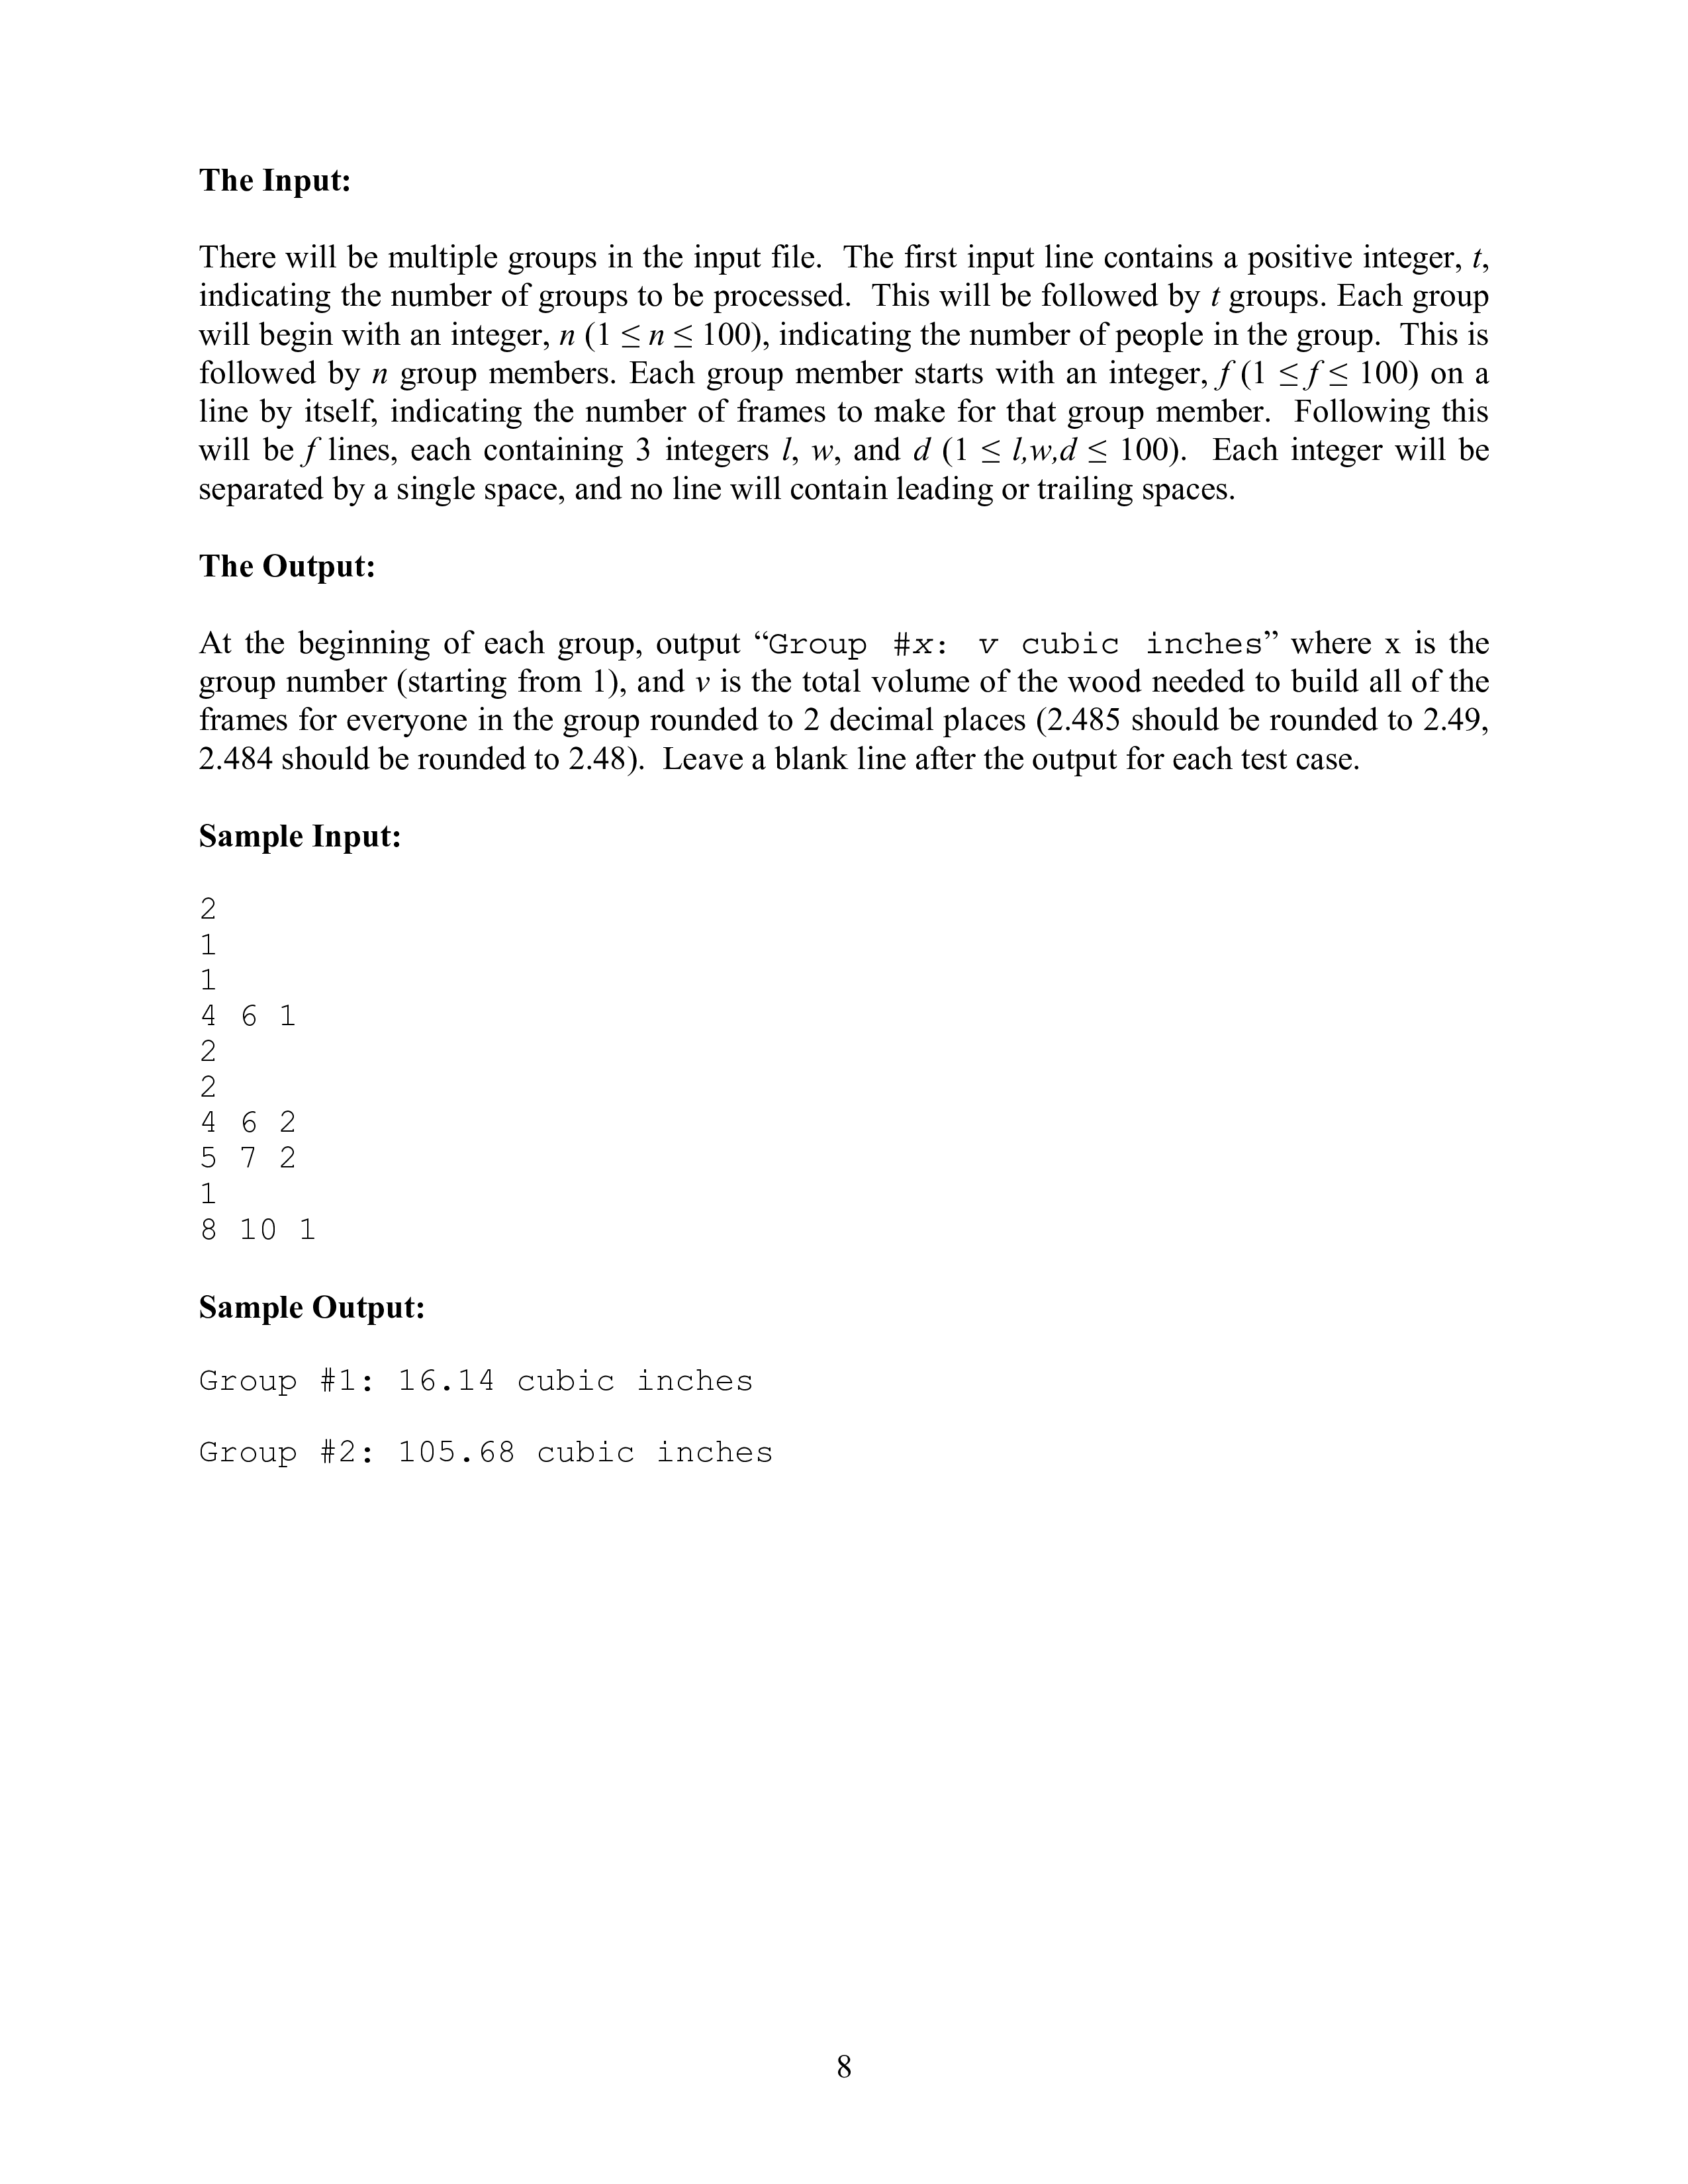 The Input:
There will be multiple groups in the input file.  The first input line contains a positive integer, t,
indicating the number of groups to be processed.  This will be followed by t groups. Each group
will begin with an integer, n (1 ≤ n ≤ 100), indicating the number of people in the group.  This is
followed by n group members. Each group member starts with an integer, f (1 ≤ f ≤ 100) on a
line by itself, indicating the number of frames to make for that group member.  Following this
will be f lines, each containing 3 integers l, w, and d (1 ≤ l,w,d ≤ 100).  Each integer will be
separated by a single space, and no line will contain leading or trailing spaces.
The Output:
At the beginning of each group, output “Group #x: v cubic inches” where x is the
group number (starting from 1), and v is the total volume of the wood needed to build all of the
frames for everyone in the group rounded to 2 decimal places (2.485 should be rounded to 2.49,
2.484 should be rounded to 2.48).  Leave a blank line after the output for each test case.
Sample Input:
2
1
1
4 6 1
2
2
4 6 2
5 7 2
1
8 10 1
Sample Output:
Group #1: 16.14 cubic inches
Group #2: 105.68 cubic inches
8